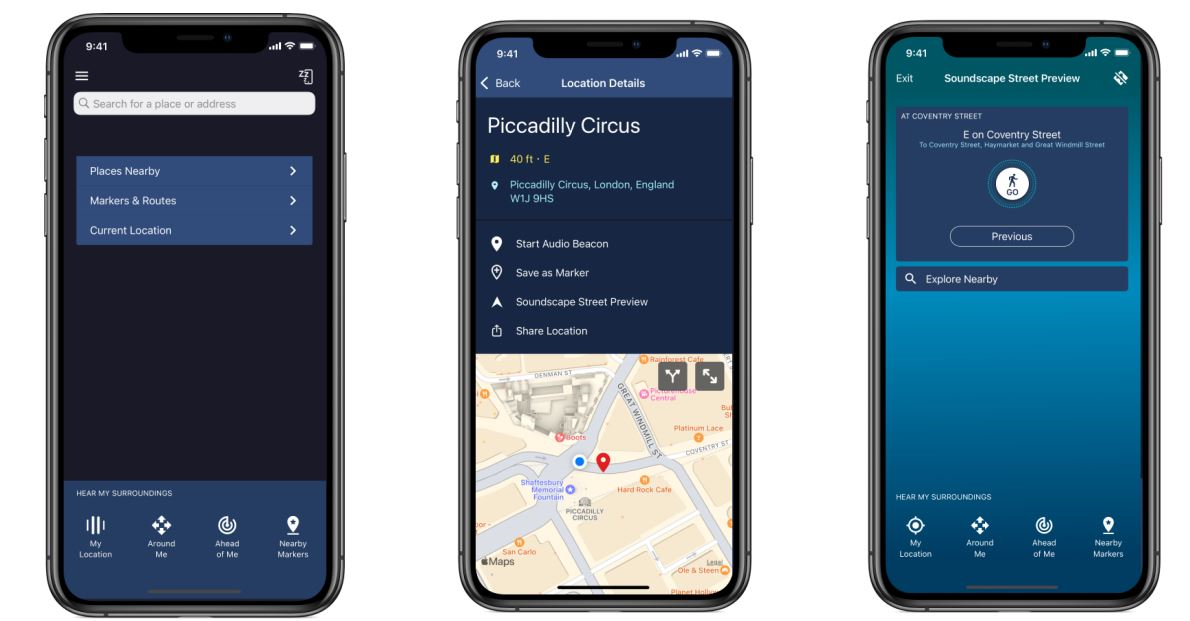 9:41
Search for a place or address
Places Nearby
Markers & Routes
Current Location
HEAR MY SURROUNDINGS
My
Location
Around
Me
Ahead
of Me
Nearby
Markers
9:41
Back
Location Details
Piccadilly Circus
40 ft · E
Piccadilly Circus, London, England
W1J 9HS
Start Audio Beacon
Save as Marker
Soundscape Street Preview
Share Location
Rainforest Cafe
DENMAN ST
Picturehouse
Central
GREAT WINDMILL ST
Platinum Lace
Boots
COVENTRY ST
Shaftesbury
Memorial
Fountain
Hard Rock Cafe
PICCADILLY
CIRCUS
San Carlo
Maps
Legal
Ole & Steen
Planet Hollyw
9:41
Exit
Soundscape Street Preview
AT COVENTRY STREET
E on Coventry Street
To Coventry Street, Haymarket and Great Windmill Street
GO
Previous
Explore Nearby
HEAR MY SURROUNDINGS
My
Location
Around
Me
Ahead
of Me
Nearby
Markers